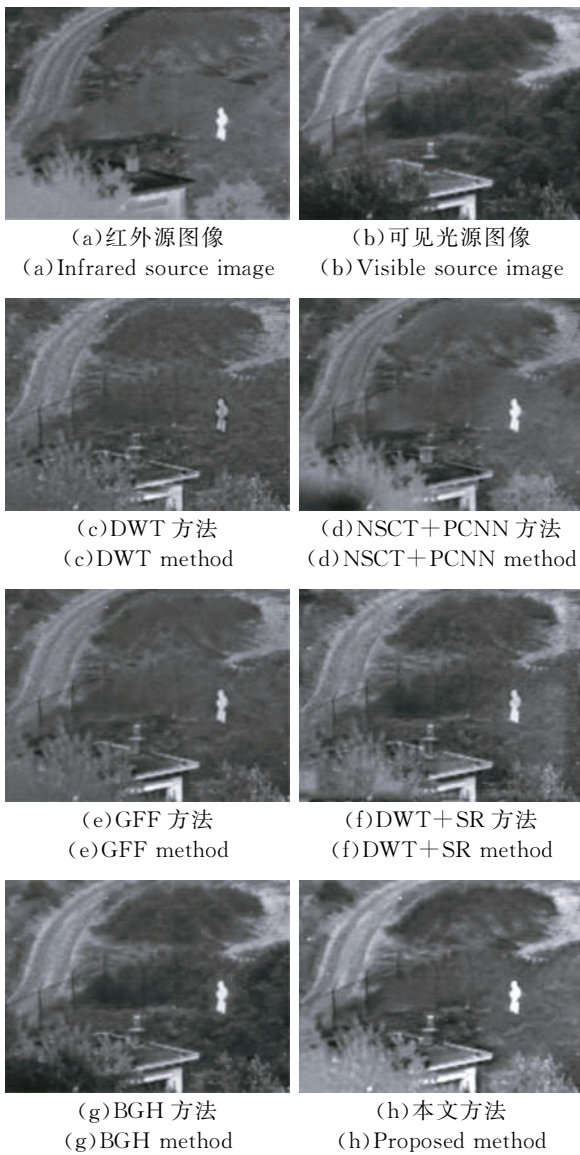 (a)红外源图像
(a)Infrared source image
(b)可见光源图像
(b)Visible source image
(c)DWT 方法
(c)DWT method
(d)NSCT+PCNN 方法
(d)NSCT+PCNN method
(e)GFF 方法
(e)GFF method
(f)DWT+SR 方法
(f)DWT+SR method
(g)BGH 方法
(g)BGH method
(h)本文方法
(h)Proposed method